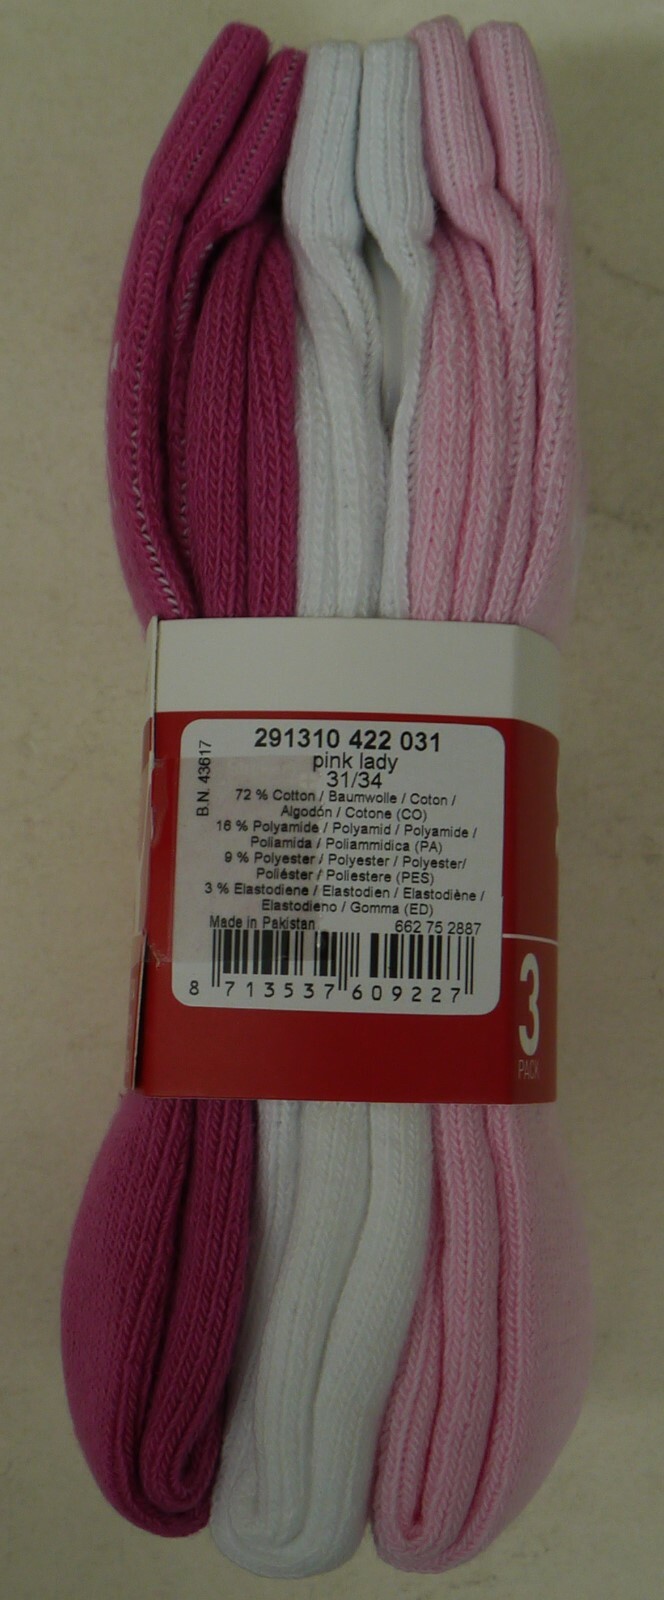 291310 422 031
pink lady
31/34
B.N. 43617
72 % Cotton / Baumwolle / Coton /
Algodón / Cotone (CO)
16 % Polyamide / Polyamid / Polyamide /
Poliamida / Poliammidica (PA)
9 % Polyester / Polyester / Polyester/
Poliéster / Poliestere (PES)
3 % Elastodiene / Elastodien / Elastodiène /
Elastodieno / Gomma (ED)
Made in Pakistan 662 75 2887
8 713537 609227
3
PACK